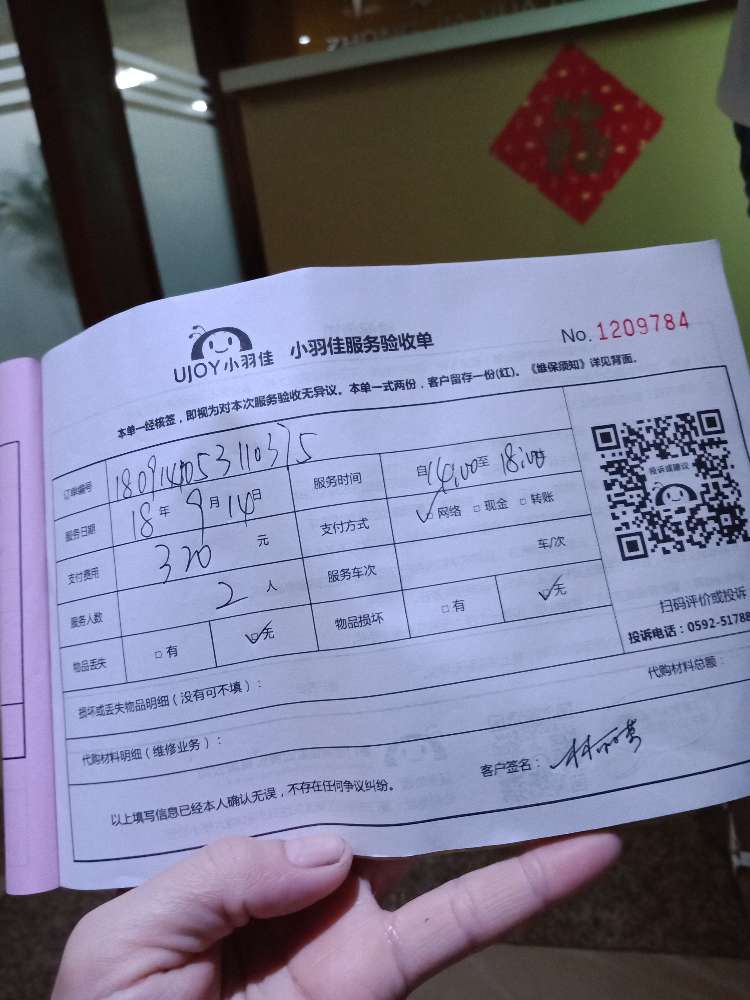 福
UJOY小羽佳
小羽佳服务验收单
No. 1209784
本单一经核签，即视为对本次服务验收无异议。本单一式两份，客户留存一份(红)。《维保须知》详见背面。
订单编号
服务时间 自14:00至18:00时
服务日期 18年9月14日
支付方式 网络 □ 现金 □ 转账
支付费用 320 元
服务车次 车/次
服务人数 2 人
物品损坏 □ 有 无
物品丢失 □ 有 无
投诉或建议
扫码评价或投诉
投诉电话：0592-51788
损坏或丢失物品明细（没有可不填）：
代购材料总额：
代购材料明细（维修业务）：
客户签名：
以上填写信息已经本人确认无误，不存在任何争议纠纷。